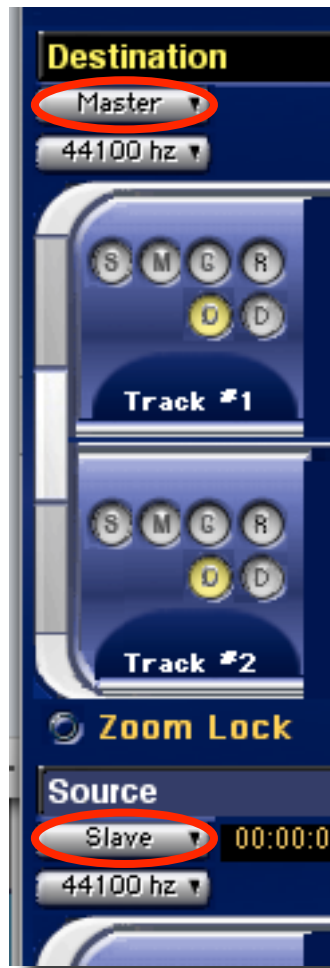 Destination
Master
44100 hz
S M G R
O D
Track #1
S M G R
O D
Track #2
Zoom Lock
Source
Slave 00:00:0
44100 hz